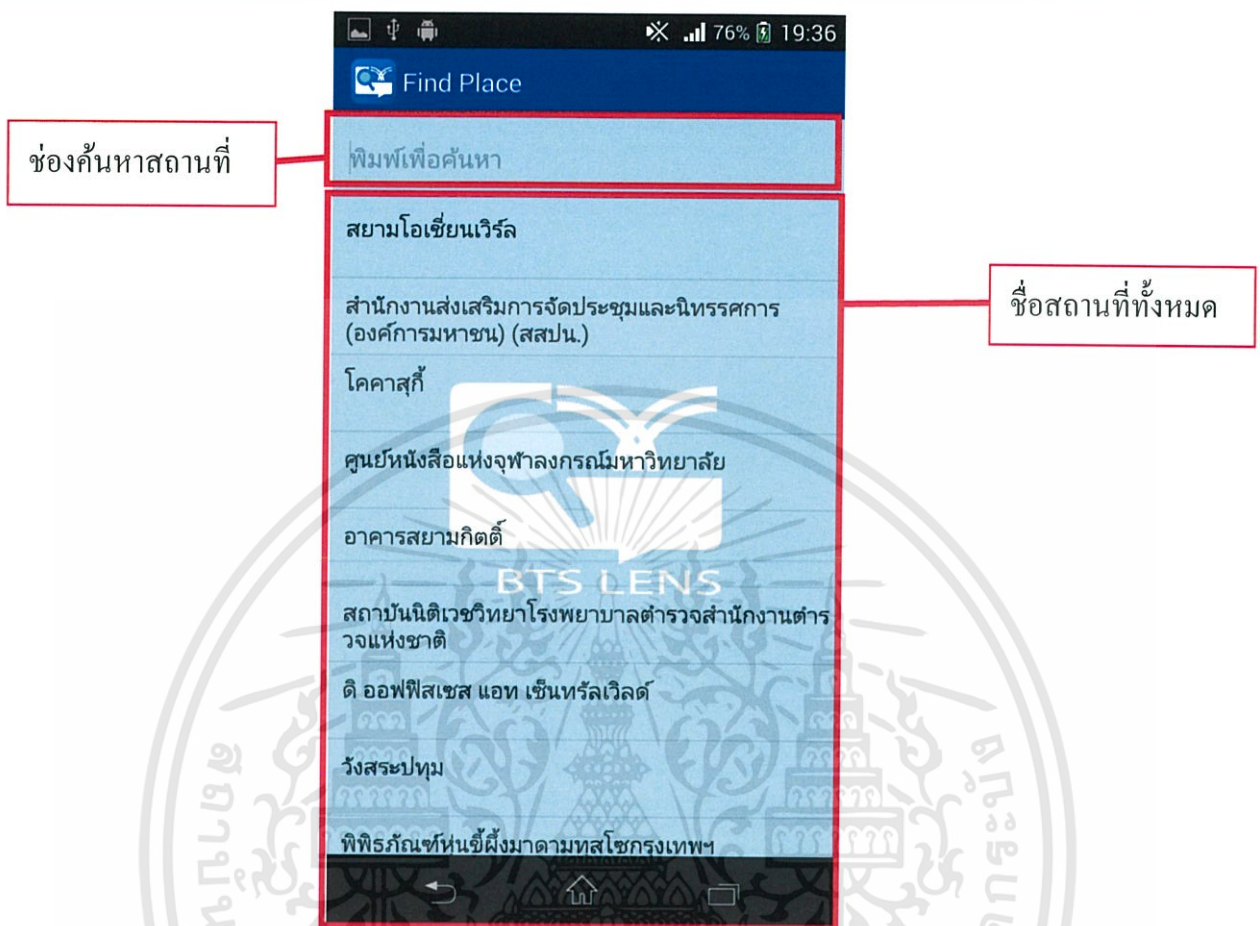 76% 19:36
Find Place
ช่องค้นหาสถานที่
พิมพ์เพื่อค้นหา
สยามโอเชี่ยนเวิร์ล
สำนักงานส่งเสริมการจัดประชุมและนิทรรศการ
(องค์การมหาชน) (สสปน.)
ชื่อสถานที่ทั้งหมด
โคคาสุกี้
ศูนย์หนังสือแห่งจุฬาลงกรณ์มหาวิทยาลัย
อาคารสยามกิตติ์
BTS LENS
สถาบันนิติเวชวิทยาโรงพยาบาลตำรวจสำนักงานตำร
วจแห่งชาติ
ดิ ออฟฟิสเซส แอท เซ็นทรัลเวิลด์
วังสระปทุม
พิพิธภัณฑ์หุ่นขี้ผึ้งมาดามทุสโซกรุงเทพฯ